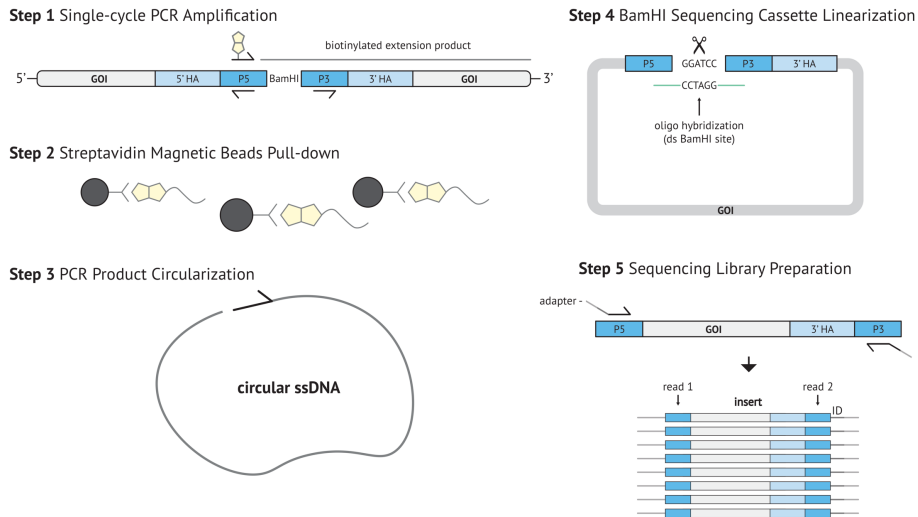 Step 1 Single-cycle PCR Amplification
biotinylated extension product
5' GOI 5' HA P5 BamHI P3 3' HA GOI 3'
Step 2 Streptavidin Magnetic Beads Pull-down
Step 3 PCR Product Circularization
circular ssDNA
Step 4 BamHI Sequencing Cassette Linearization
P5 GGATCC P3 3' HA
CCTAGG
oligo hybridization
(ds BamHI site)
GOI
Step 5 Sequencing Library Preparation
adapter -
P5 GOI 3' HA P3
read 1 read 2
insert
ID